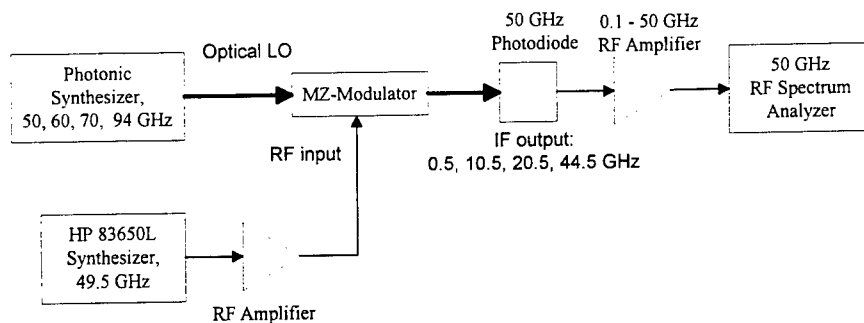 Optical LO
Photonic
Synthesizer,
50, 60, 70, 94 GHz
MZ-Modulator
50 GHz
Photodiode
0.1 - 50 GHz
RF Amplifier
50 GHz
RF Spectrum
Analyzer
RF input
IF output:
0.5, 10.5, 20.5, 44.5 GHz
HP 83650L
Synthesizer,
49.5 GHz
RF Amplifier